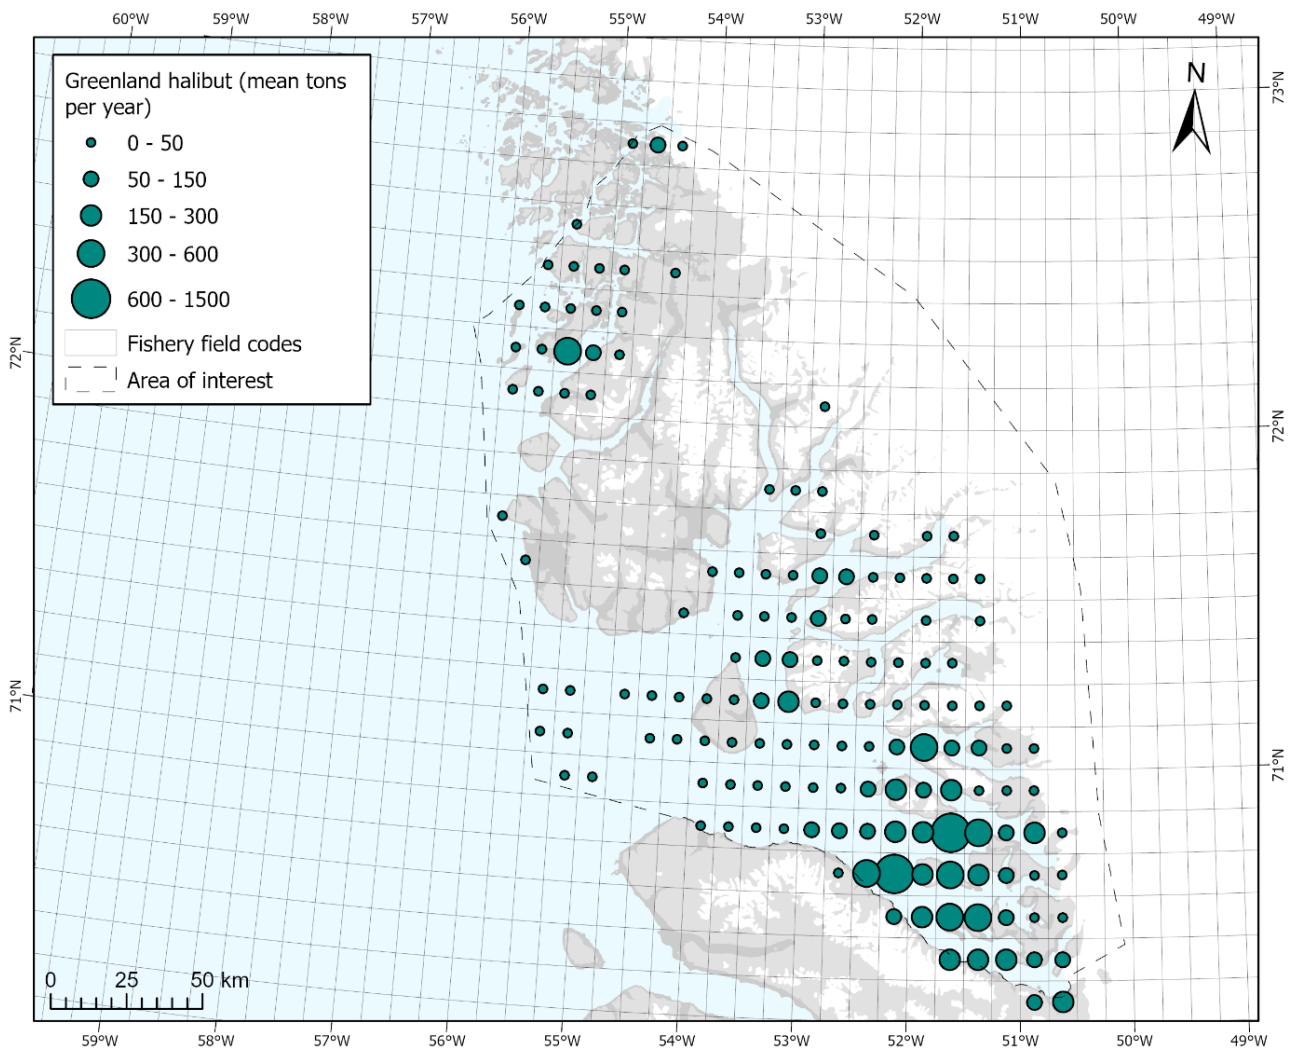 60°W 59°W 58°W 57°W 56°W 55°W 54°W 53°W 52°W 51°W 50°W 49°W
Greenland halibut (mean tons
per year)
0 - 50
50 - 150
150 - 300
300 - 600
600 - 1500
Fishery field codes
Area of interest
N
73°N
72°N
72°N
71°N
71°N
0 25 50 km
59°W 58°W 57°W 56°W 55°W 54°W 53°W 52°W 51°W 50°W 49°W